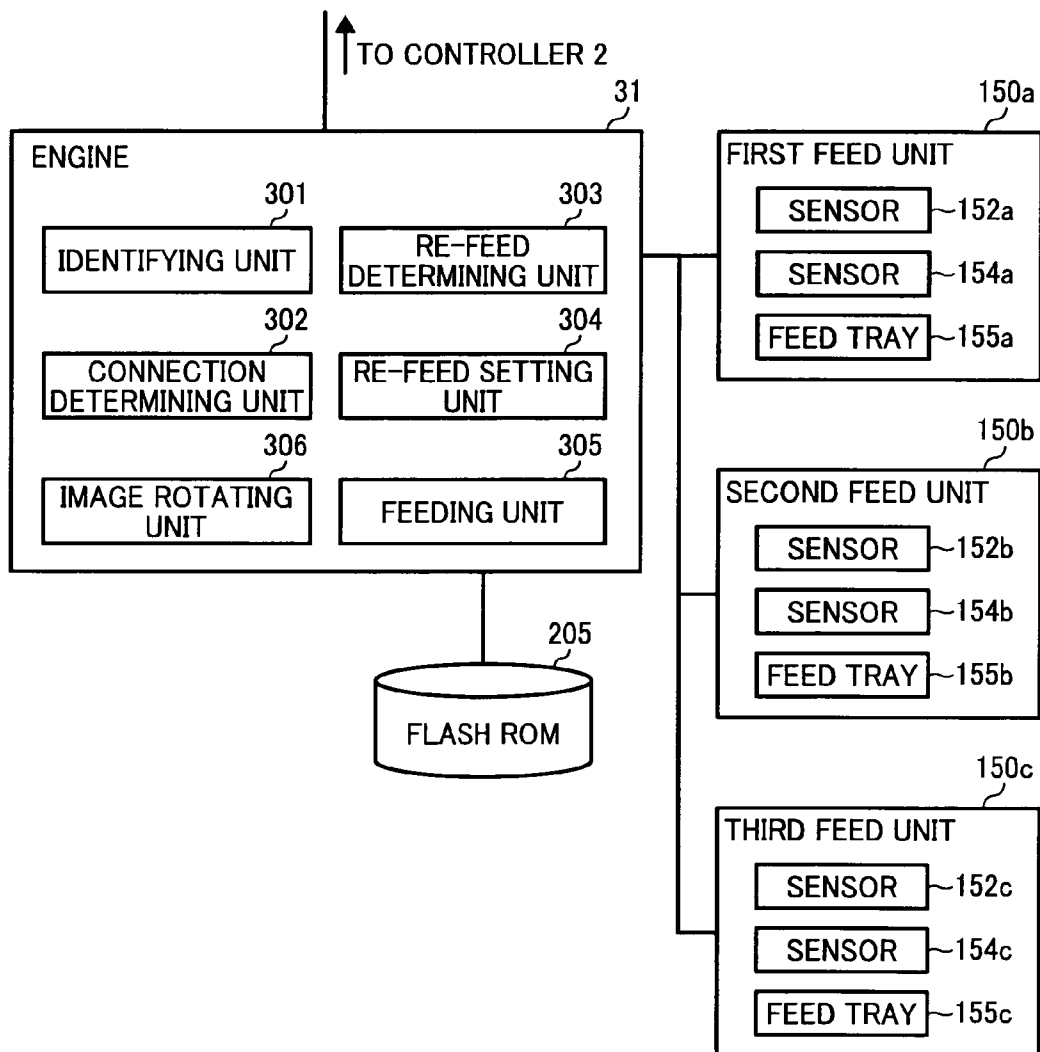 TO CONTROLLER 2
31
ENGINE
301
IDENTIFYING UNIT
303
RE-FEED
DETERMINING UNIT
302
CONNECTION
DETERMINING UNIT
304
RE-FEED SETTING
UNIT
306
IMAGE ROTATING
UNIT
305
FEEDING UNIT
205
FLASH ROM
150a
FIRST FEED UNIT
SENSOR 152a
SENSOR 154a
FEED TRAY 155a
150b
SECOND FEED UNIT
SENSOR 152b
SENSOR 154b
FEED TRAY 155b
150c
THIRD FEED UNIT
SENSOR 152c
SENSOR 154c
FEED TRAY 155c